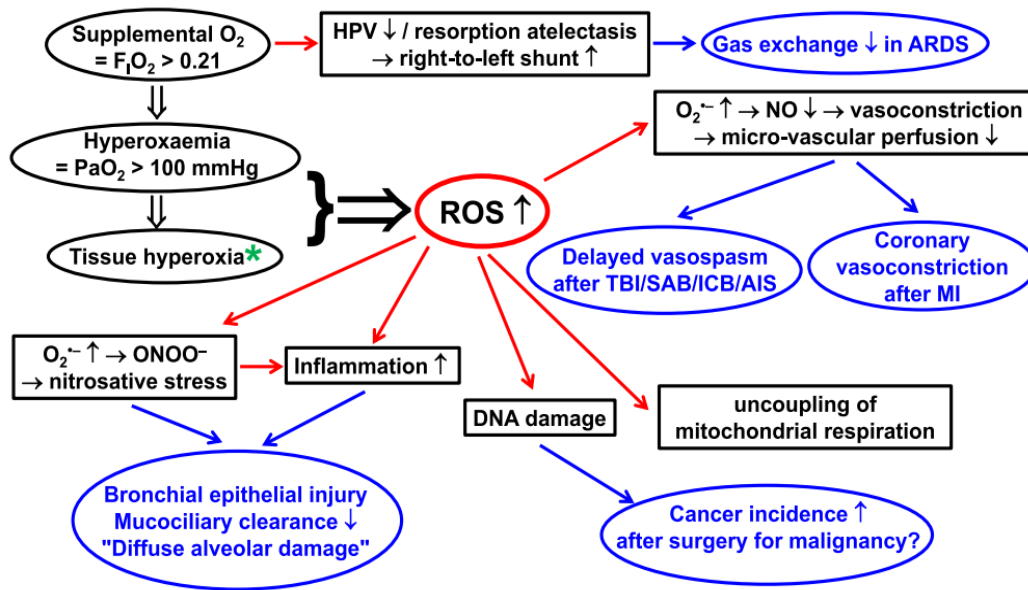 Supplemental O₂
= FIO₂ > 0.21
HPV ↓ / resorption atelectasis
→ right-to-left shunt ↑
Gas exchange ↓ in ARDS
Hyperoxaemia
= PaO₂ > 100 mmHg
O₂•– ↑ → NO ↓ → vasoconstriction
→ micro-vascular perfusion ↓
Tissue hyperoxia*
}
ROS ↑
Delayed vasospasm
after TBI/SAB/ICB/AIS
Coronary
vasoconstriction
after MI
O₂•– ↑ → ONOO–
→ nitrosative stress
Inflammation ↑
DNA damage
uncoupling of
mitochondrial respiration
Bronchial epithelial injury
Mucociliary clearance ↓
"Diffuse alveolar damage"
Cancer incidence ↑
after surgery for malignancy?